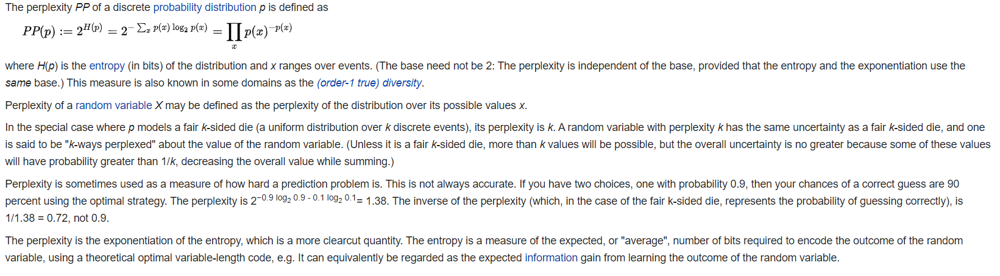 The perplexity PP of a discrete probability distribution p is defined as
PP(p) := 2^{H(p)} = 2^{-∑_x p(x) log_2 p(x)} = ∏_x p(x)^{-p(x)}
where H(p) is the entropy (in bits) of the distribution and x ranges over events. (The base need not be 2: The perplexity is independent of the base, provided that the entropy and the exponentiation use the
same base.) This measure is also known in some domains as the (order-1 true) diversity.
Perplexity of a random variable X may be defined as the perplexity of the distribution over its possible values x.
In the special case where p models a fair k-sided die (a uniform distribution over k discrete events), its perplexity is k. A random variable with perplexity k has the same uncertainty as a fair k-sided die, and one
is said to be "k-ways perplexed" about the value of the random variable. (Unless it is a fair k-sided die, more than k values will be possible, but the overall uncertainty is no greater because some of these values
will have probability greater than 1/k, decreasing the overall value while summing.)
Perplexity is sometimes used as a measure of how hard a prediction problem is. This is not always accurate. If you have two choices, one with probability 0.9, then your chances of a correct guess are 90
percent using the optimal strategy. The perplexity is 2^{−0.9 log_2 0.9 - 0.1 log_2 0.1}= 1.38. The inverse of the perplexity (which, in the case of the fair k-sided die, represents the probability of guessing correctly), is
1/1.38 = 0.72, not 0.9.
The perplexity is the exponentiation of the entropy, which is a more clearcut quantity. The entropy is a measure of the expected, or "average", number of bits required to encode the outcome of the random
variable, using a theoretical optimal variable-length code, e.g. It can equivalently be regarded as the expected information gain from learning the outcome of the random variable.